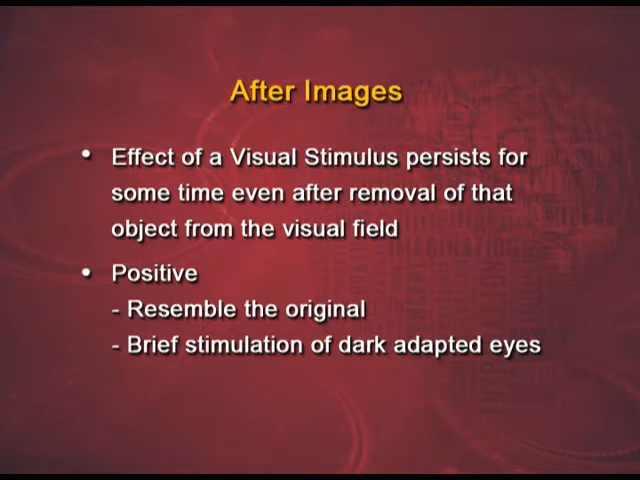 After Images
• Effect of a Visual Stimulus persists for
some time even after removal of that
object from the visual field
• Positive
- Resemble the original
- Brief stimulation of dark adapted eyes
IMAGINATION